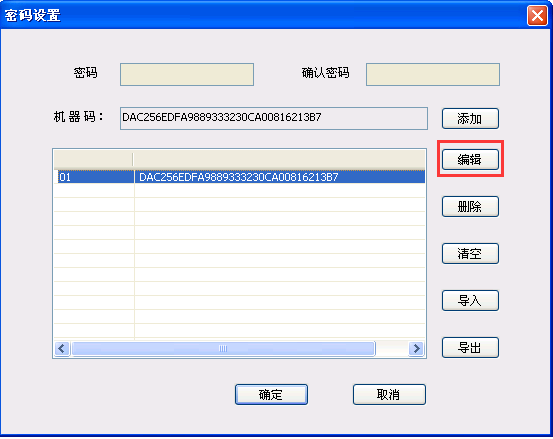 密码设置
密码 确认密码
机器码： DAC256EDFA9889333230CA00816213B7 添加
编辑
01 DAC256EDFA9889333230CA00816213B7
删除
清空
导入
导出
确定 取消